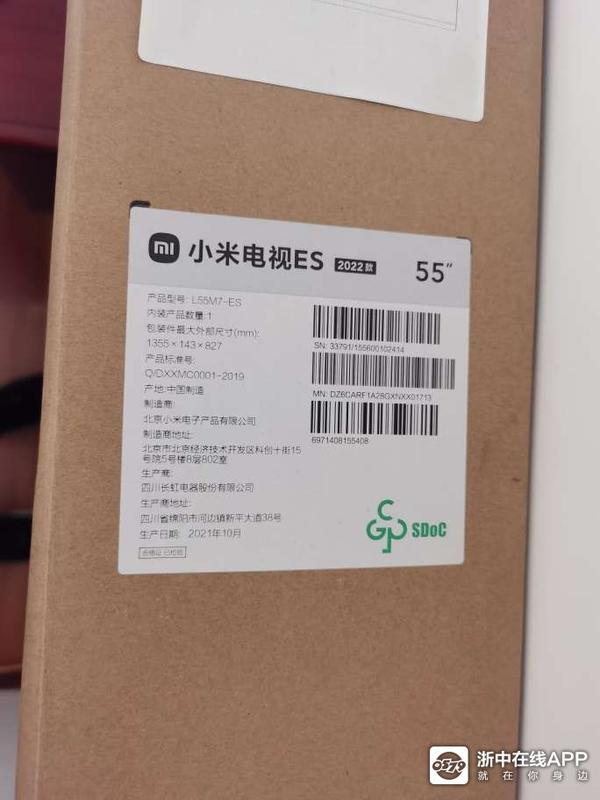 小米电视ES 2022款 55"
产品型号: L55M7-ES
内装产品数量:1
包装件最大外部尺寸(mm):
1355×143×827
产品标准号:
Q/DXXMC0001-2019
产地:中国制造
制造商:
北京小米电子产品有限公司
制造商地址:
北京市北京经济技术开发区科创十街15
号院5号楼8层802室
生产商:
四川长虹电器股份有限公司
生产商地址:
四川省绵阳市河边镇新平大道38号
生产日期: 2021年10月
合格证 已检验
SN: 33791/155600102414
MN: DZ6CARF1A28GXNXX01713
6971408155408
SDoC
浙中在线APP
就在你身边